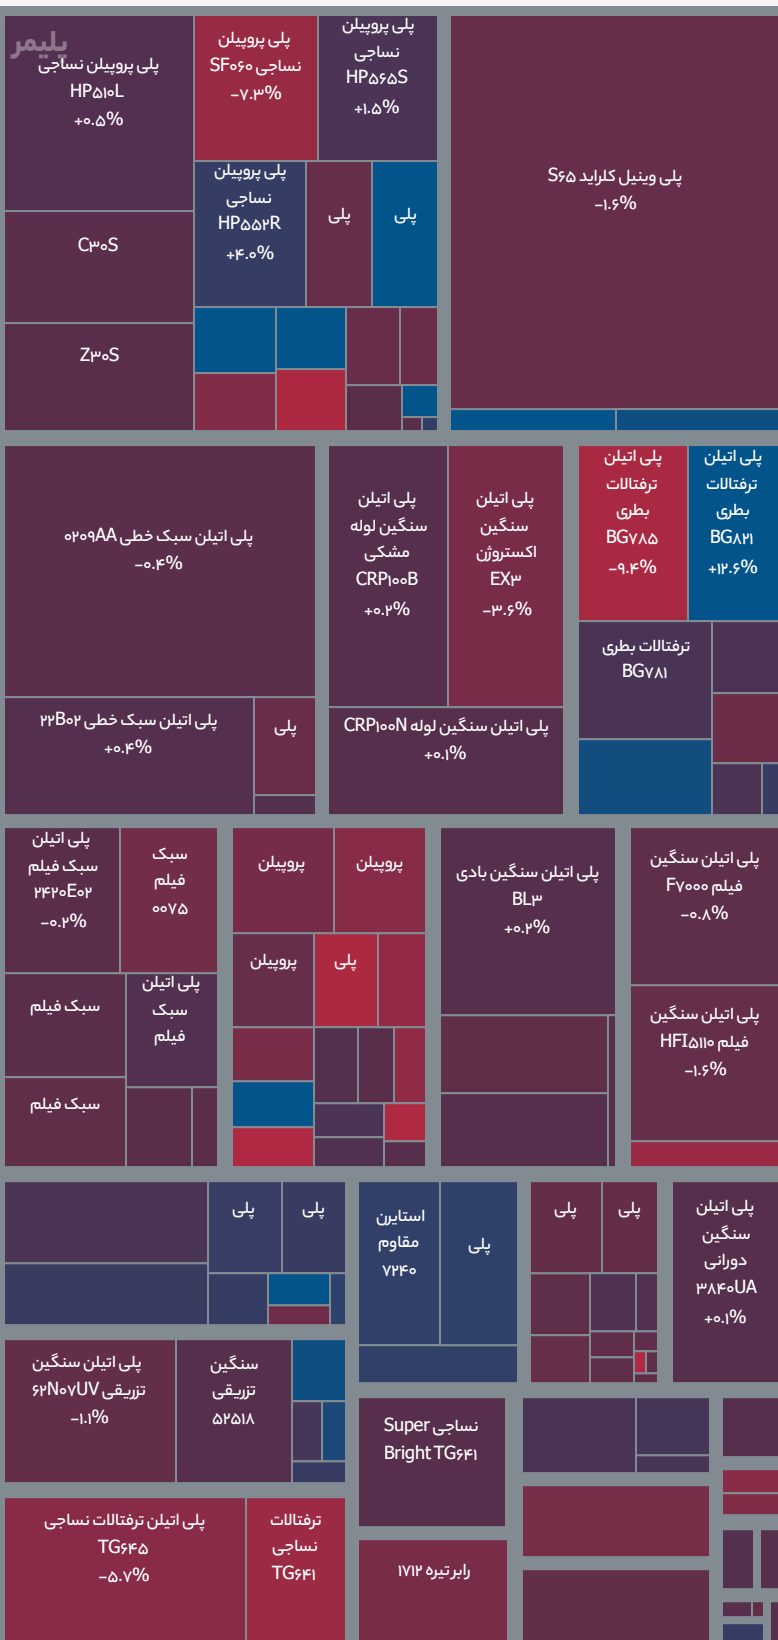 پلیمر
پلی پروپیلن نساجی
HP۵۱۰L
+۰.۵%
C۳۰S
Z۳۰S
پلی پروپیلن
نساجی SF۰۶۰
-۷.۳%
پلی پروپیلن
نساجی
HP۵۶۵S
+۱.۵%
پلی پروپیلن
نساجی
HP۵۵۲R
+۴.۰%
پلی
پلی
پلی وینیل کلراید S۶۵
-۱.۶%
پلی اتیلن سبک خطی ۰۲۰۹AA
-۰.۴%
پلی اتیلن سبک خطی ۲۲B۰۲
+۰.۴%
پلی
پلی اتیلن
سنگین لوله
مشکی
CRP۱۰۰B
+۰.۲%
پلی اتیلن
سنگین
اکستروژن
EX۳
-۳.۶%
پلی اتیلن سنگین لوله CRP۱۰۰N
+۰.۱%
پلی اتیلن
ترفتالات
بطری
BG۷۸۵
-۹.۴%
پلی اتیلن
ترفتالات
بطری
BG۸۲۱
+۱۲.۶%
ترفتالات بطری
BG۷۸۱
پلی اتیلن
سبک فیلم
۲۴۲۰E۰۲
-۰.۲%
سبک
فیلم
۰۰۷۵
سبک فیلم
پلی اتیلن
سبک
فیلم
سبک فیلم
پروپیلن
پروپیلن
پروپیلن
پلی
پلی اتیلن سنگین بادی
BL۳
+۰.۲%
پلی اتیلن سنگین
فیلم F۷۰۰۰
-۰.۸%
پلی اتیلن سنگین
فیلم HFI۵۱۱۰
-۱.۶%
پلی
پلی
استایرن
مقاوم
۷۲۴۰
پلی
پلی
پلی
پلی اتیلن
سنگین
دورانی
۳۸۴۰UA
+۰.۱%
پلی اتیلن سنگین
تزریقی ۶۲N۰۷UV
-۱.۱%
سنگین
تزریقی
۵۲۵۱۸
نساجی Super
Bright TG۶۴۱
پلی اتیلن ترفتالات نساجی
TG۶۴۵
-۵.۷%
ترفتالات
نساجی
TG۶۴۱
رابر تیره ۱۷۱۲